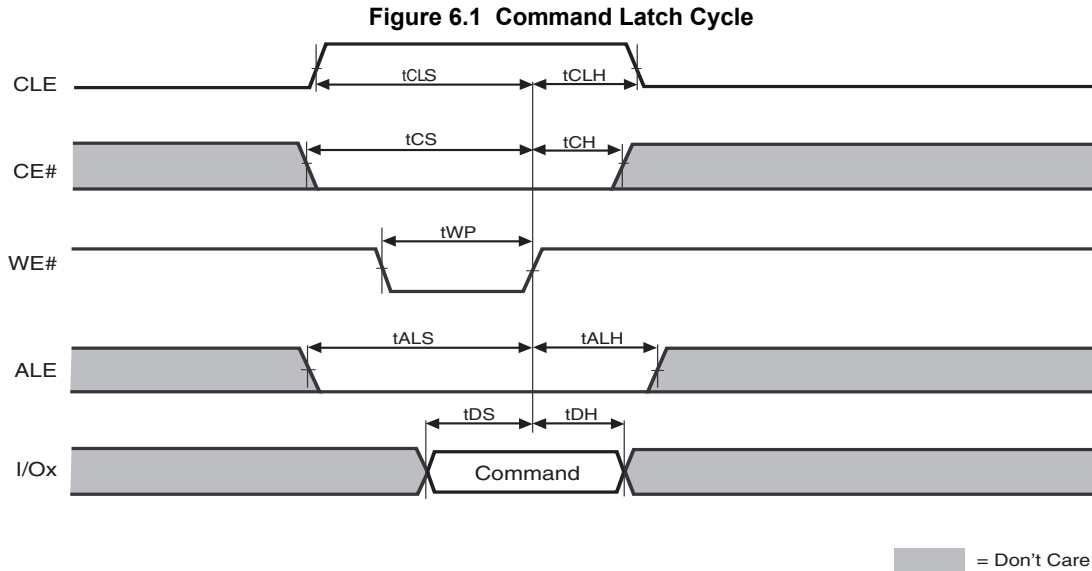 Figure 6.1 Command Latch Cycle
CLE
tCLS
tCLH
CE#
tCS
tCH
WE#
tWP
ALE
tALS
tALH
I/Ox
tDS
tDH
Command
= Don't Care